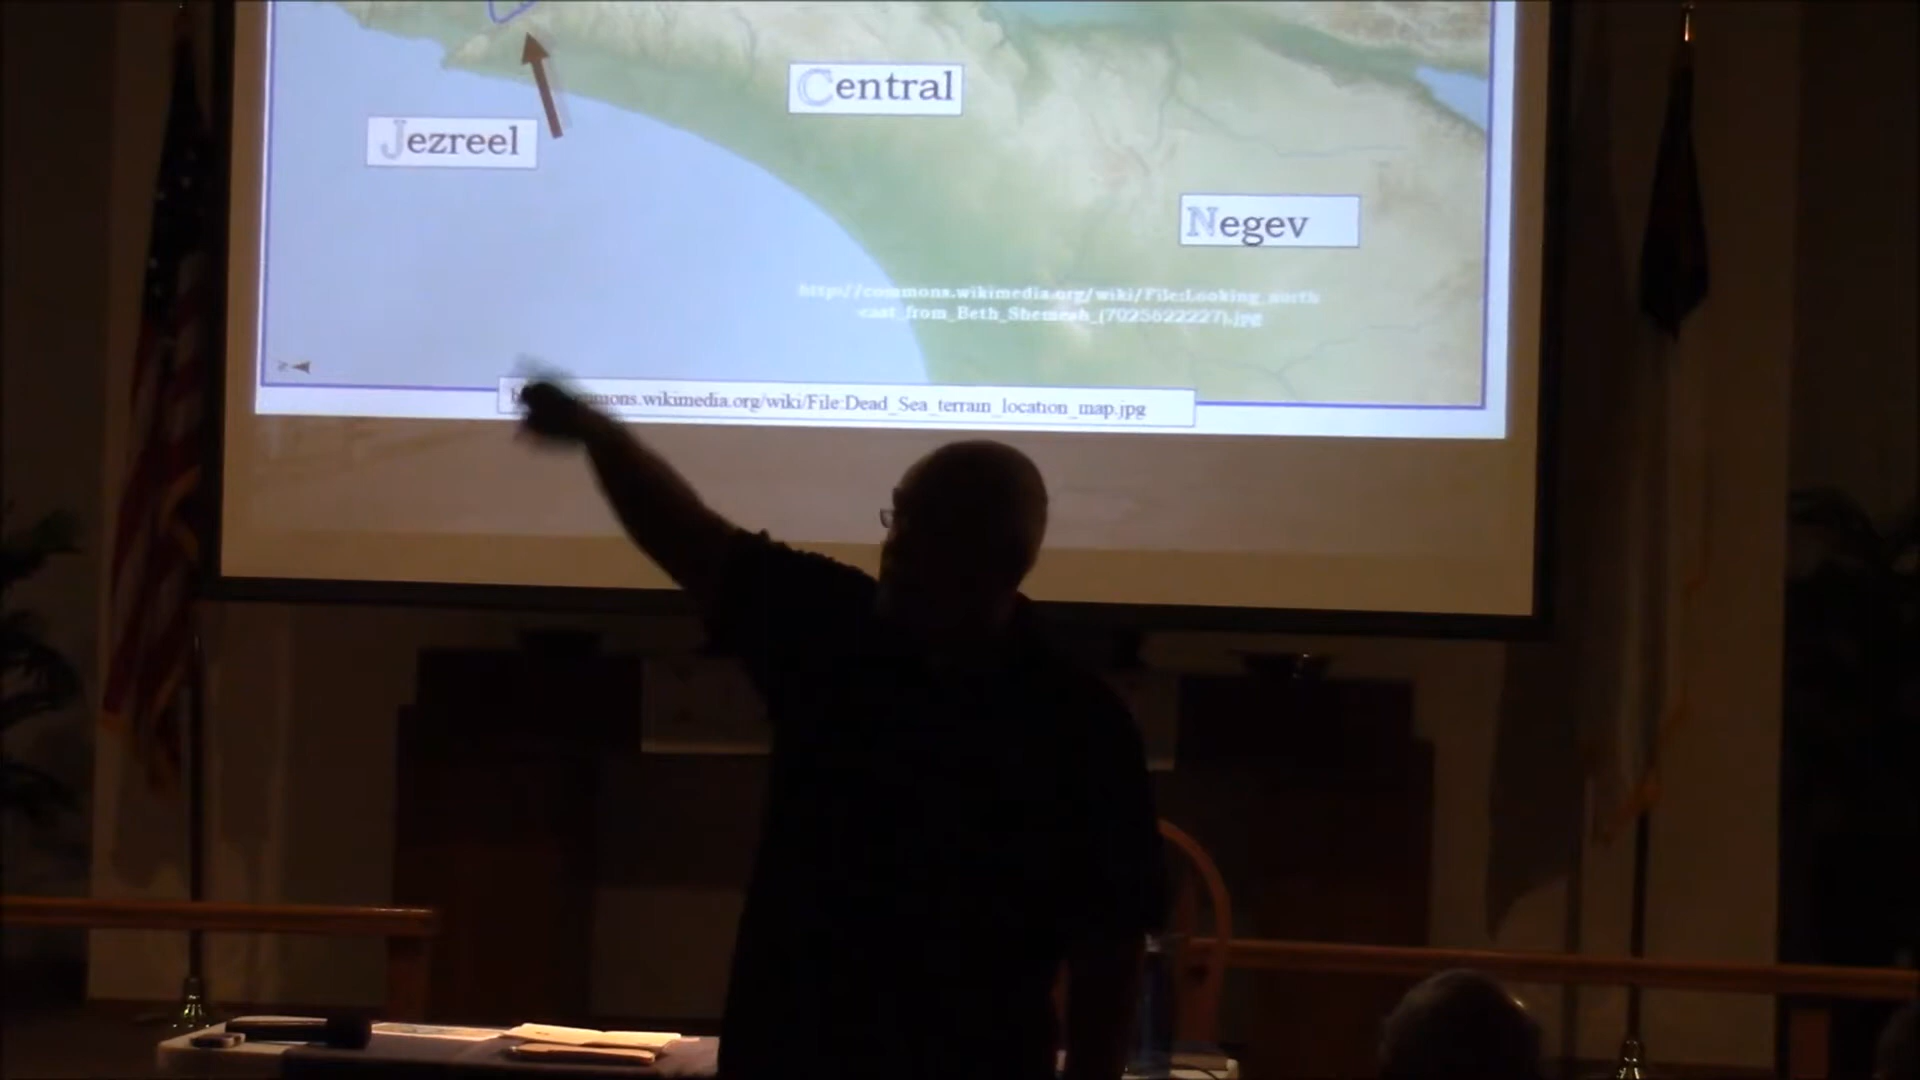 Central
Jezreel
Negev
http://commons.wikimedia.org/wiki/File:Looking_north
east_from_Beth_Shemesh_(7025622227).jpg
commons.wikimedia.org/wiki/File:Dead_Sea_terrain_location_map.jpg